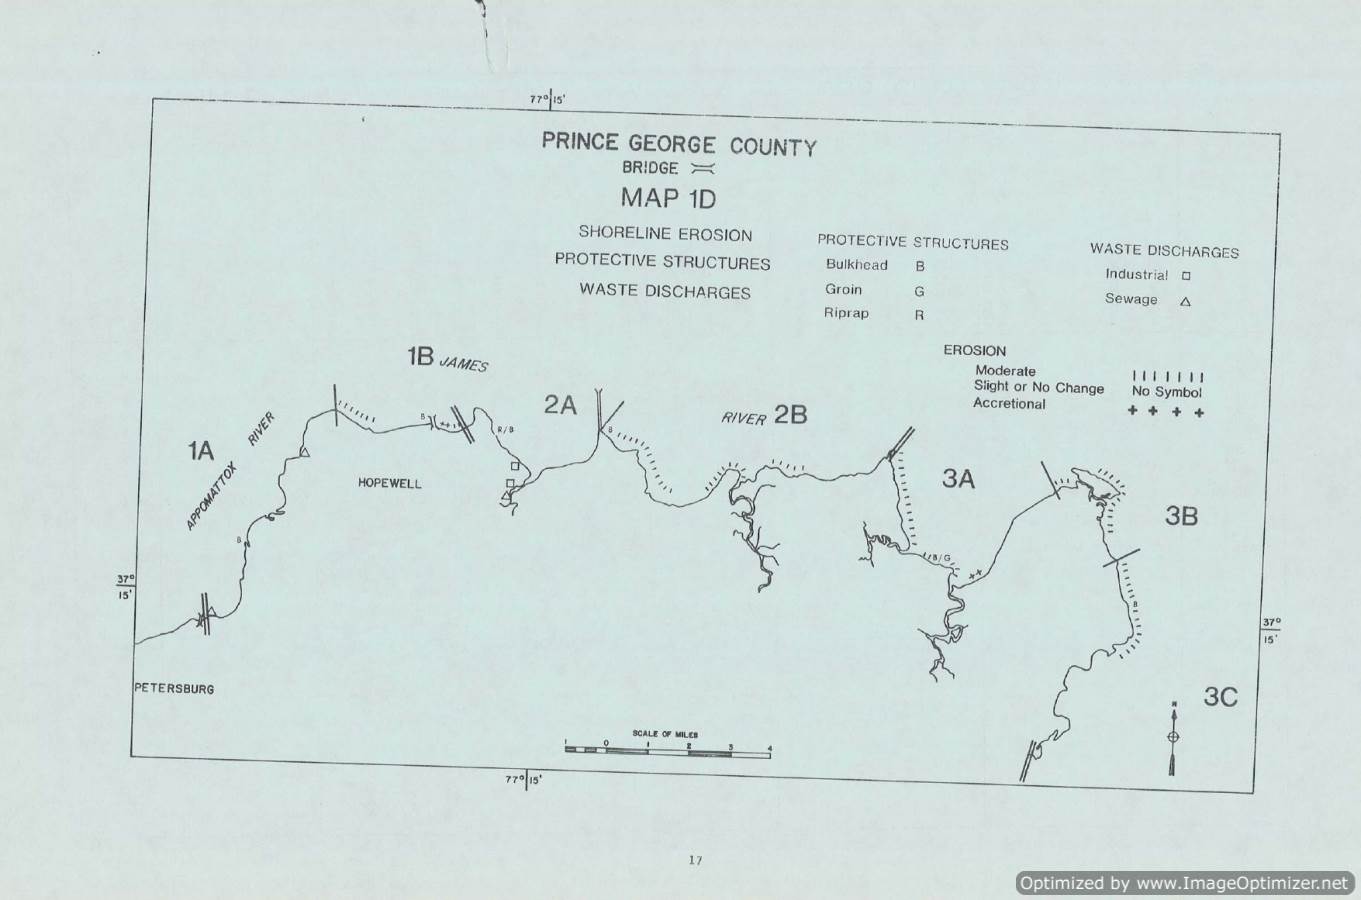 77° 15'
PRINCE GEORGE COUNTY
BRIDGE
MAP 1D
SHORELINE EROSION
PROTECTIVE STRUCTURES
WASTE DISCHARGES
PROTECTIVE STRUCTURES
Bulkhead B
Groin G
Riprap R
WASTE DISCHARGES
Industrial
Sewage
EROSION
Moderate
Slight or No Change No Symbol
Accretional
1B JAMES
2A
RIVER 2B
1A
APPOMATTOX RIVER
B
R/B
B
HOPEWELL
3A
3B
B
B/G
37°
15'
B
37°
15'
PETERSBURG
3C
N
SCALE OF MILES
1 0 1 2 3 4
77° 15'
17
Optimized by www.ImageOptimizer.net